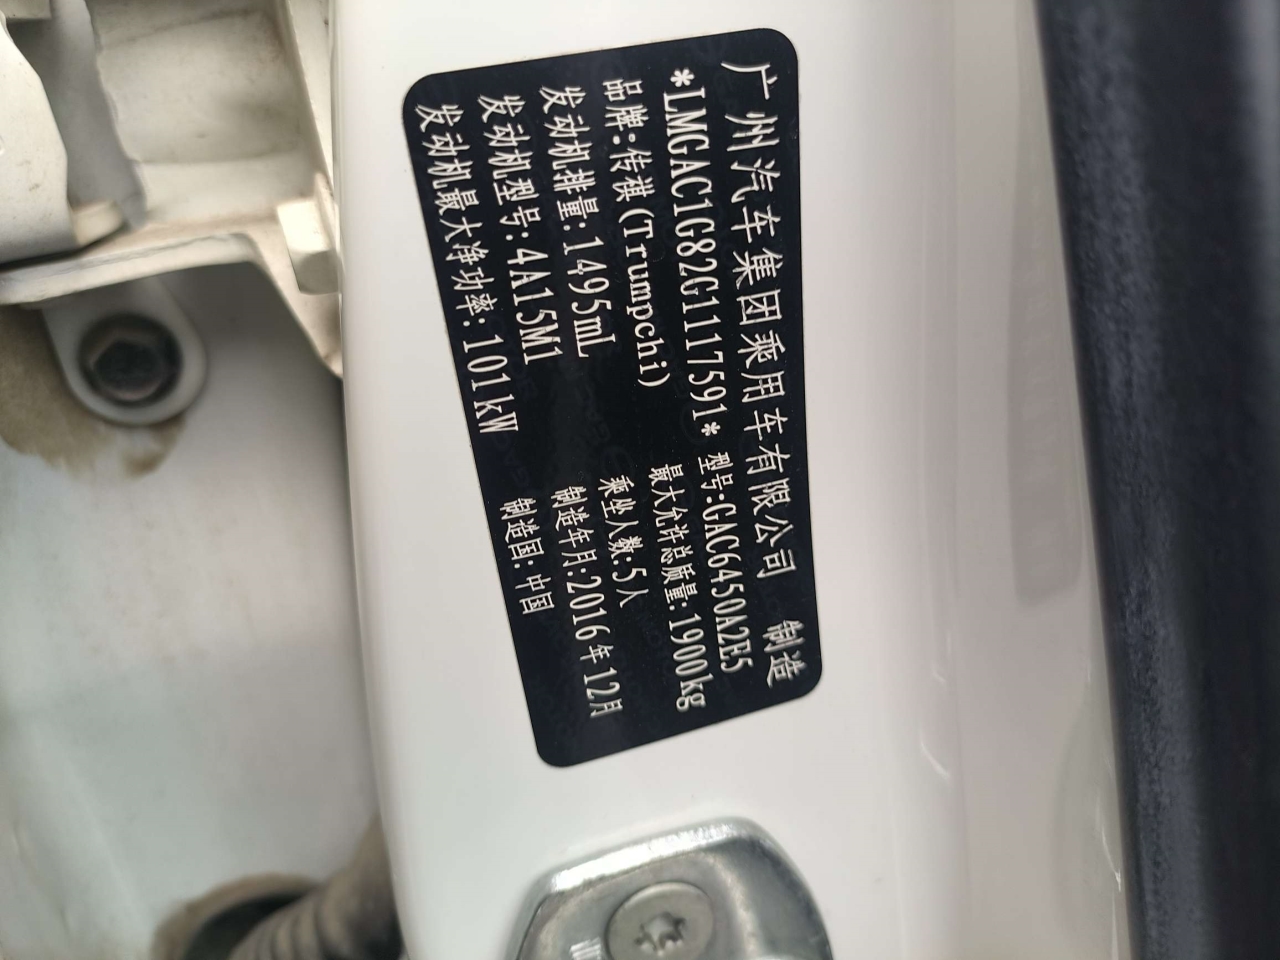 广州汽车集团乘用车有限公司 制造
*LMGAC1G82G1117591* 型号:GAC6450A2E5
品牌:传祺(Trumpchi) 最大允许总质量:1900kg
发动机排量:1495mL 乘坐人数:5人
发动机型号:4A15M1 制造年月:2016年12月
发动机最大净功率:101kW 制造国:中国